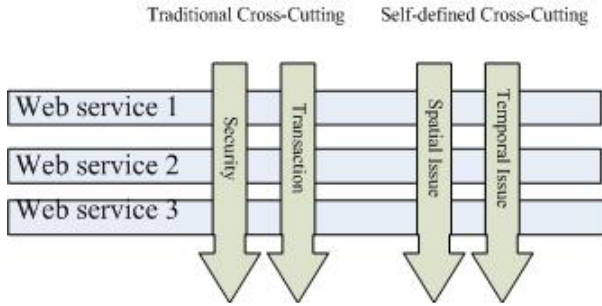 Traditional Cross-Cutting
Self-defined Cross-Cutting
Web service 1
Web service 2
Web service 3
Security
Transaction
Spatial Issue
Temporal Issue